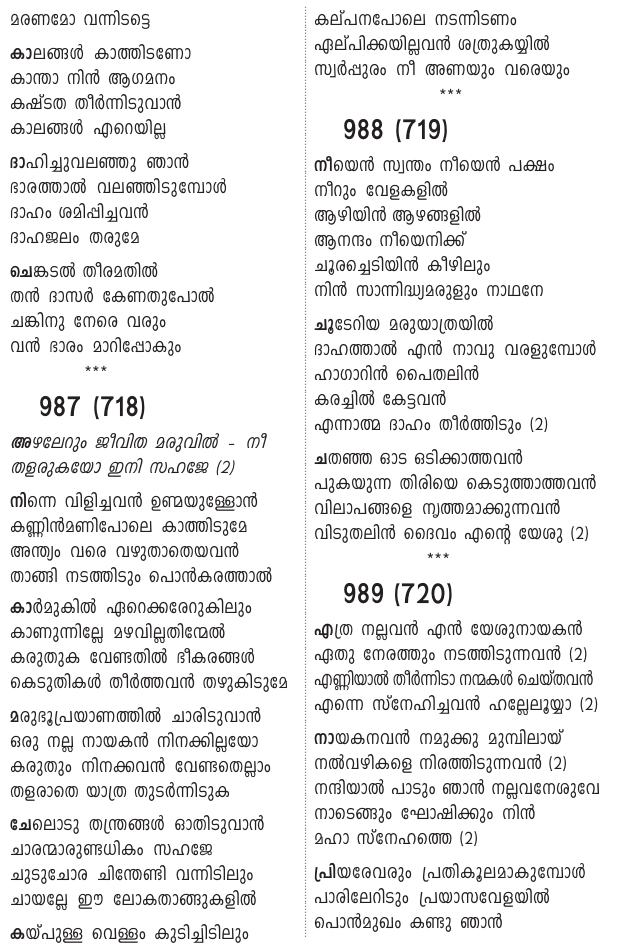 മരണമോ വന്നിടട്ടെ
കാലങ്ങൾ കാത്തിടണോ
കാന്താ നിൻ ആഗമനം
കഷ്ടത തീർന്നിടുവാൻ
കാലങ്ങൾ എറെയില്ല
ദാഹിച്ചുവലഞ്ഞു ഞാൻ
ഭാരത്താൽ വലഞ്ഞിടുമ്പോൾ
ദാഹം ശമിപ്പിച്ചവൻ
ദാഹജലം തരുമേ
ചെങ്കടൽ തീരമതിൽ
തൻ ദാസർ കേണതുപോൽ
ചങ്കിനു നേരെ വരും
വൻ ഭാരം മാറിപ്പോകും
***
987 (718)
അഴലേറും ജീവിത മരുവിൽ - നീ
തളരുകയോ ഇനി സഹജേ (2)
നിന്നെ വിളിച്ചവൻ ഉണ്മയുള്ളോൻ
കണ്ണിൻമണിപോലെ കാത്തിടുമേ
അന്ത്യം വരെ വഴുതാതെയവൻ
താങ്ങി നടത്തിടും പൊൻകരത്താൽ
കാർമുകിൽ ഏറെക്കരേറുകിലും
കാണുന്നില്ലേ മഴവില്ലതിന്മേൽ
കരുതുക വേണ്ടതിൽ ഭീകരങ്ങൾ
കെടുതികൾ തീർത്തവൻ തഴുകിടുമേ
മരുഭൂപ്രയാണത്തിൽ ചാരിടുവാൻ
ഒരു നല്ല നായകൻ നിനക്കില്ലയോ
കരുതും നിനക്കവൻ വേണ്ടതെല്ലാം
തളരാതെ യാത്ര തുടർന്നിടുക
ചേലൊടു തന്ത്രങ്ങൾ ഓതിടുവാൻ
ചാരന്മാരുണ്ടധികം സഹജേ
ചുടുചോര ചിന്തേണ്ടി വന്നിടിലും
ചായല്ലേ ഈ ലോകതാങ്ങുകളിൽ
കയ്പുള്ള വെള്ളം കുടിച്ചിടിലും
കല്പനപോലെ നടന്നിടണം
ഏല്പിക്കയില്ലവൻ ശത്രുകയ്യിൽ
സ്വർപ്പുരം നീ അണയും വരെയും
***
988 (719)
നീയെൻ സ്വന്തം നീയെൻ പക്ഷം
നീറും വേളകളിൽ
ആഴിയിൻ ആഴങ്ങളിൽ
ആനന്ദം നീയെനിക്ക്
ചൂരച്ചെടിയിൻ കീഴിലും
നിൻ സാന്നിദ്ധ്യമരുളും നാഥനേ
ചൂടേറിയ മരുയാത്രയിൽ
ദാഹത്താൽ എൻ നാവു വരളുമ്പോൾ
ഹാഗാറിൻ പൈതലിൻ
കരച്ചിൽ കേട്ടവൻ
എന്നാത്മ ദാഹം തീർത്തിടും (2)
ചതഞ്ഞ ഓട ഒടിക്കാത്തവൻ
പുകയുന്ന തിരിയെ കെടുത്താത്തവൻ
വിലാപങ്ങളെ നൃത്തമാക്കുന്നവൻ
വിടുതലിൻ ദൈവം എന്റെ യേശു (2)
***
989 (720)
എത്ര നല്ലവൻ എൻ യേശുനായകൻ
ഏതു നേരത്തും നടത്തിടുന്നവൻ (2)
എണ്ണിയാൽ തീർന്നിടാ നന്മകൾ ചെയ്തവൻ
എന്നെ സ്നേഹിച്ചവൻ ഹല്ലേലൂയ്യാ (2)
നായകനവൻ നമുക്കു മുമ്പിലായ്
നൽവഴികളെ നിരത്തിടുന്നവൻ (2)
നന്ദിയാൽ പാടും ഞാൻ നല്ലവനേശുവേ
നാടെങ്ങും ഘോഷിക്കും നിൻ
മഹാ സ്നേഹത്തെ (2)
പ്രിയരേവരും പ്രതികൂലമാകുമ്പോൾ
പാരിലേറിടും പ്രയാസവേളയിൽ
പൊൻമുഖം കണ്ടു ഞാൻ